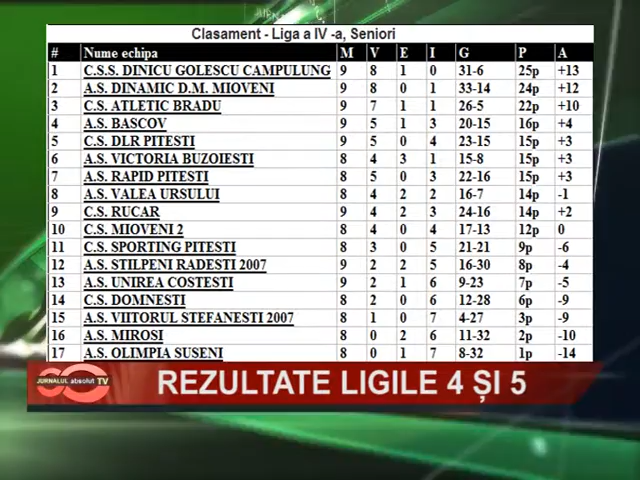 Clasament - Liga a IV -a, Seniori
# Nume echipa M V E I G P A
1 C.S.S. DINICU GOLESCU CAMPULUNG 9 8 1 0 31-6 25p +13
2 A.S. DINAMIC D.M. MIOVENI 9 8 0 1 33-14 24p +12
3 C.S. ATLETIC BRADU 9 7 1 1 26-5 22p +10
4 A.S. BASCOV 9 5 1 3 20-15 16p +4
5 C.S. DLR PITESTI 9 5 0 4 23-15 15p +3
6 A.S. VICTORIA BUZOIESTI 8 4 3 1 15-8 15p +3
7 A.S. RAPID PITESTI 8 5 0 3 22-16 15p +3
8 A.S. VALEA URSULUI 8 4 2 2 16-7 14p -1
9 C.S. RUCAR 9 4 2 3 24-16 14p +2
10 C.S. MIOVENI 2 8 4 0 4 17-13 12p 0
11 C.S. SPORTING PITESTI 8 3 0 5 21-21 9p -6
12 A.S. STILPENI RADESTI 2007 9 2 2 5 16-30 8p -4
13 A.S. UNIREA COSTESTI 9 2 1 6 9-23 7p -5
14 C.S. DOMNESTI 8 2 0 6 12-28 6p -9
15 A.S. VIITORUL STEFANESTI 2007 8 1 0 7 4-27 3p -9
16 A.S. MIROSI 8 0 2 6 11-32 2p -10
17 A.S. OLIMPIA SUSENI 8 0 1 7 8-32 1p -14
JURNALUL absolut TV
REZULTATE LIGILE 4 ȘI 5